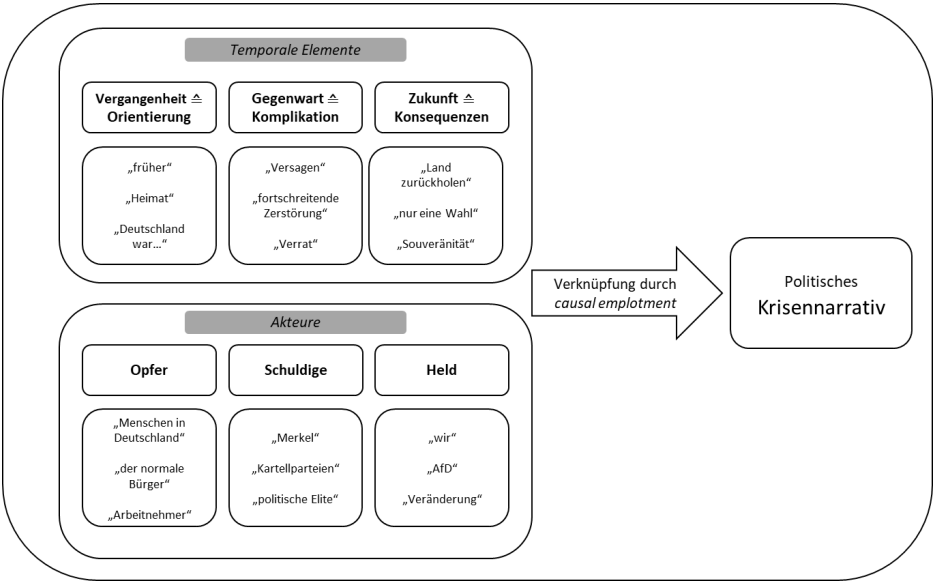 Temporale Elemente
Vergangenheit ≙
Orientierung
Gegenwart ≙
Komplikation
Zukunft ≙
Konsequenzen
„früher“
„Heimat“
„Deutschland
war…“
„Versagen“
„fortschreitende
Zerstörung“
„Verrat“
„Land
zurückholen“
„nur eine Wahl“
„Souveränität“
Verknüpfung durch
causal emplotment
Politisches
Krisennarrativ
Akteure
Opfer
Schuldige
Held
„Menschen in
Deutschland“
„der normale
Bürger“
„Arbeitnehmer“
„Merkel“
„Kartellparteien“
„politische Elite“
„wir“
„AfD“
„Veränderung“